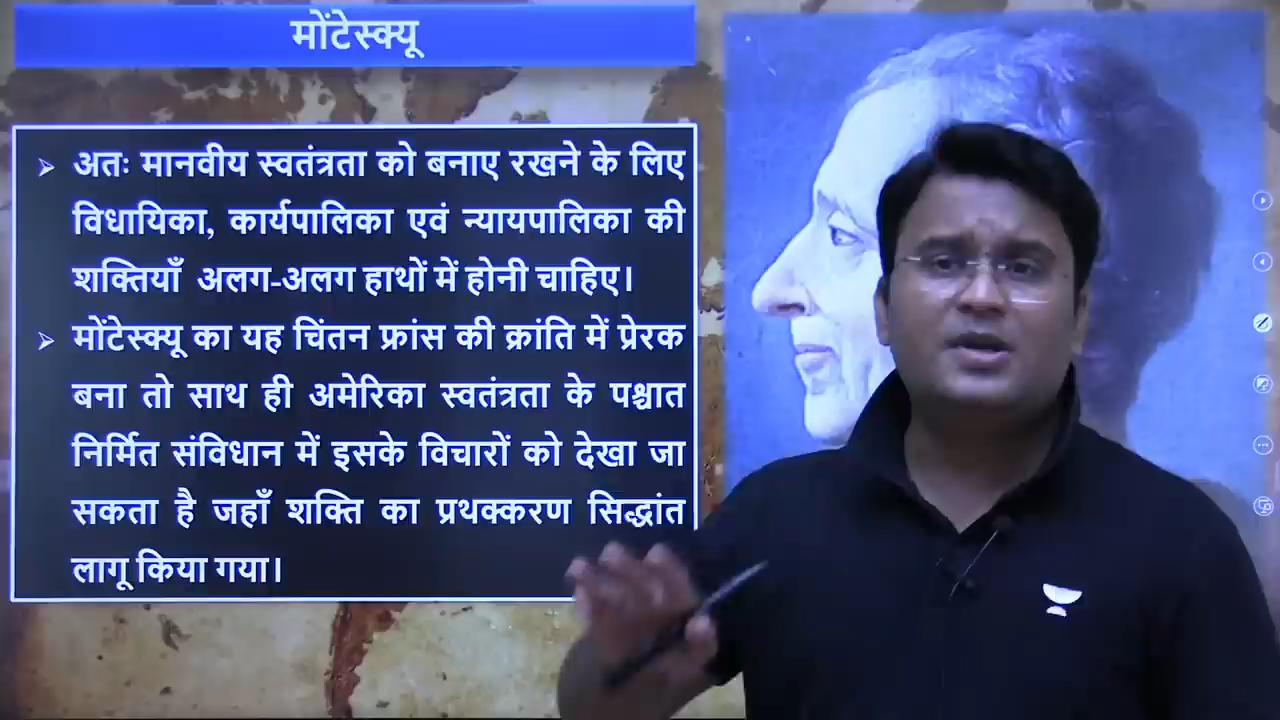 मोंटेस्क्यू
➢ अतः मानवीय स्वतंत्रता को बनाए रखने के लिए
विधायिका, कार्यपालिका एवं न्यायपालिका की
शक्तियाँ अलग-अलग हाथों में होनी चाहिए।
➢ मोंटेस्क्यू का यह चिंतन फ्रांस की क्रांति में प्रेरक
बना तो साथ ही अमेरिका स्वतंत्रता के पश्चात
निर्मित संविधान में इसके विचारों को देखा जा
सकता है जहाँ शक्ति का प्रथक्करण सिद्धांत
लागू किया गया।